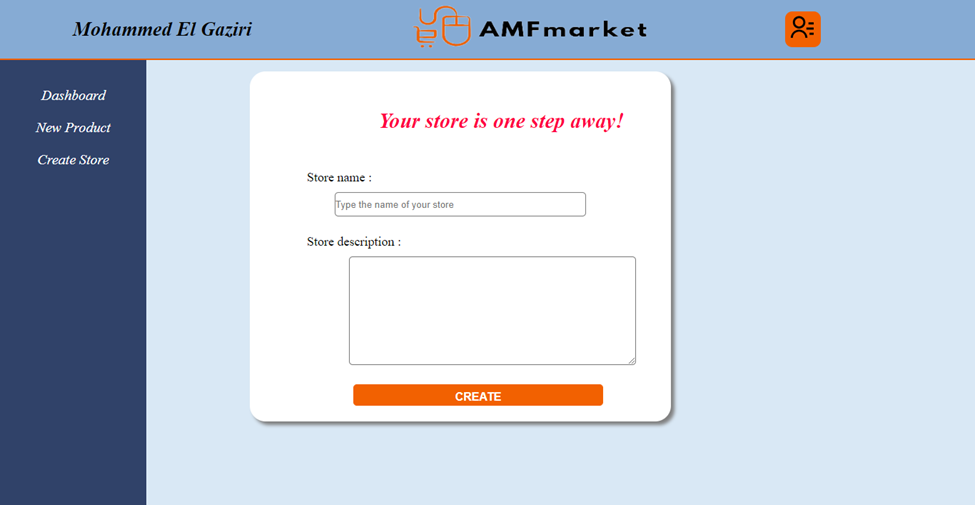 Mohammed El Gaziri
AMFmarket
Dashboard
New Product
Create Store
Your store is one step away!
Store name :
Type the name of your store
Store description :
CREATE